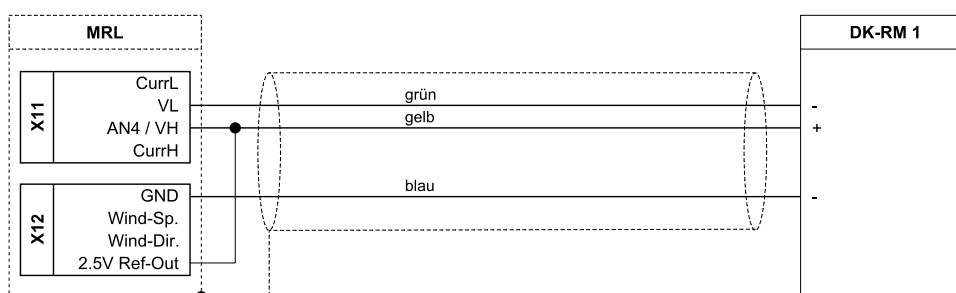 MRL
DK-RM 1
X11
CurrL
VL
AN4 / VH
CurrH
grün
gelb
-
+
X12
GND
Wind-Sp.
Wind-Dir.
2.5V Ref-Out
blau
-